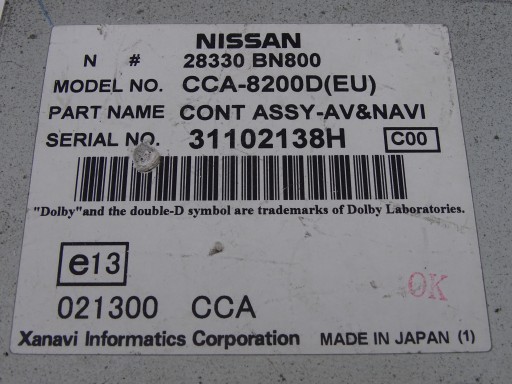 NISSAN
N # 28330 BN800
MODEL NO. CCA-8200D(EU)
PART NAME CONT ASSY-AV&NAVI
SERIAL NO. 31102138H C00
"Dolby"and the double-D symbol are trademarks of Dolby Laboratories.
e13
OK
021300 CCA
Xanavi Informatics Corporation MADE IN JAPAN (1)